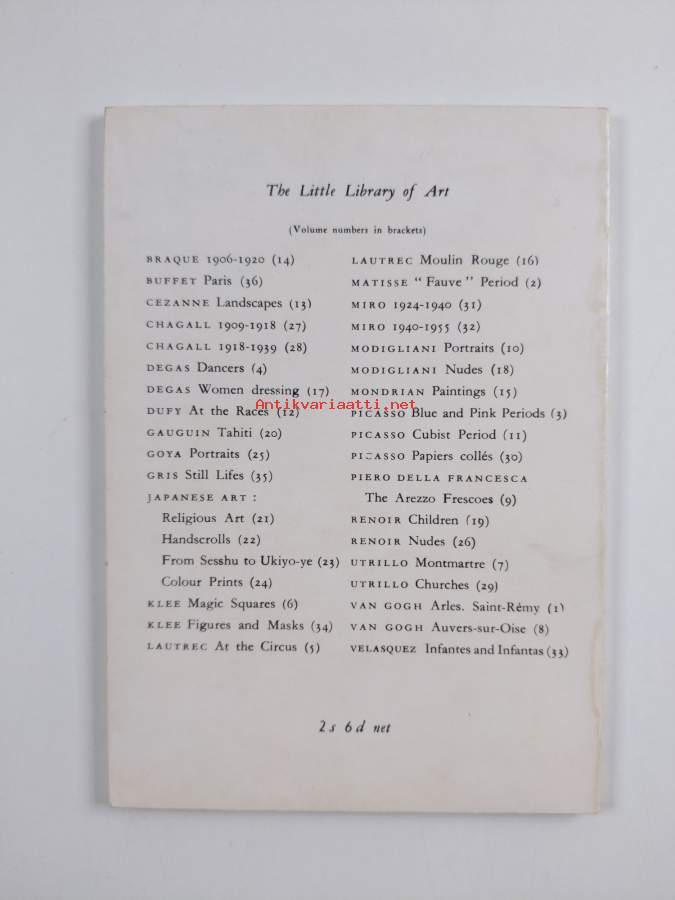 The Little Library of Art
(Volume numbers in brackets)
BRAQUE 1906-1920 (14)
BUFFET Paris (36)
CEZANNE Landscapes (13)
CHAGALL 1909-1918 (27)
CHAGALL 1918-1939 (28)
DEGAS Dancers (4)
DEGAS Women dressing (17)
DUFY At the Races (12)
GAUGUIN Tahiti (20)
GOYA Portraits (25)
GRIS Still Lifes (35)
JAPANESE ART :
Religious Art (21)
Handscrolls (22)
From Sesshu to Ukiyo-ye (23)
Colour Prints (24)
KLEE Magic Squares (6)
KLEE Figures and Masks (34)
LAUTREC At the Circus (5)
LAUTREC Moulin Rouge (16)
MATISSE "Fauve" Period (2)
MIRO 1924-1940 (31)
MIRO 1940-1955 (32)
MODIGLIANI Portraits (10)
MODIGLIANI Nudes (18)
MONDRIAN Paintings (15)
PICASSO Blue and Pink Periods (3)
PICASSO Cubist Period (11)
PICASSO Papiers collés (30)
PIERO DELLA FRANCESCA
The Arezzo Frescoes (9)
RENOIR Children (19)
RENOIR Nudes (26)
UTRILLO Montmartre (7)
UTRILLO Churches (29)
VAN GOGH Arles. Saint-Rémy (1)
VAN GOGH Auvers-sur-Oise (8)
VELASQUEZ Infantes and Infantas (33)
2s 6d net
Antikvariaatti.net